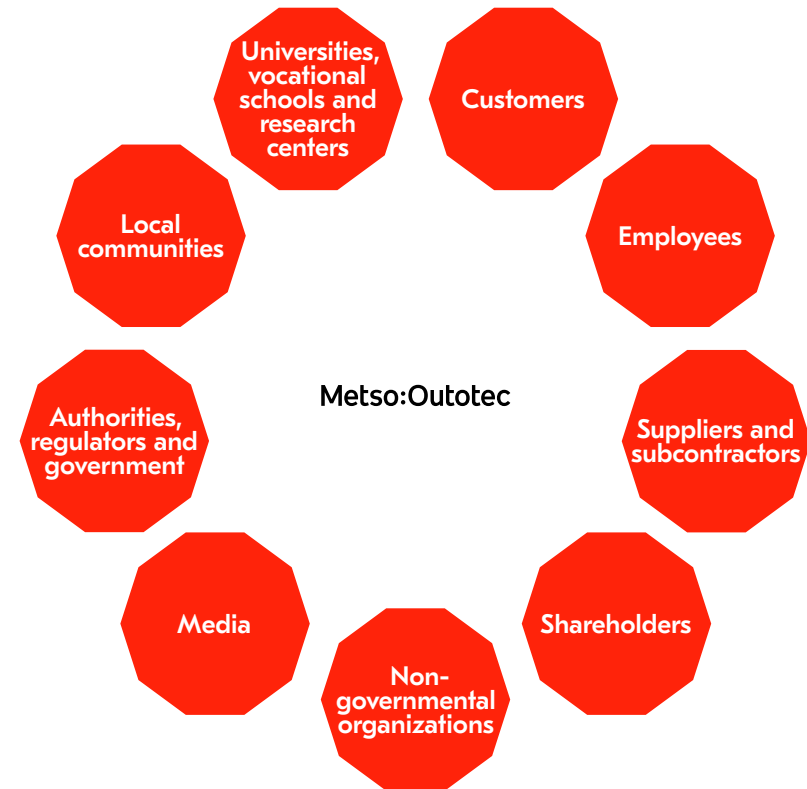 Universities,
vocational
schools and
research
centers
Customers
Local
communities
Employees
Metso:Outotec
Authorities,
regulators and
government
Suppliers and
subcontractors
Media
Shareholders
Non-
governmental
organizations